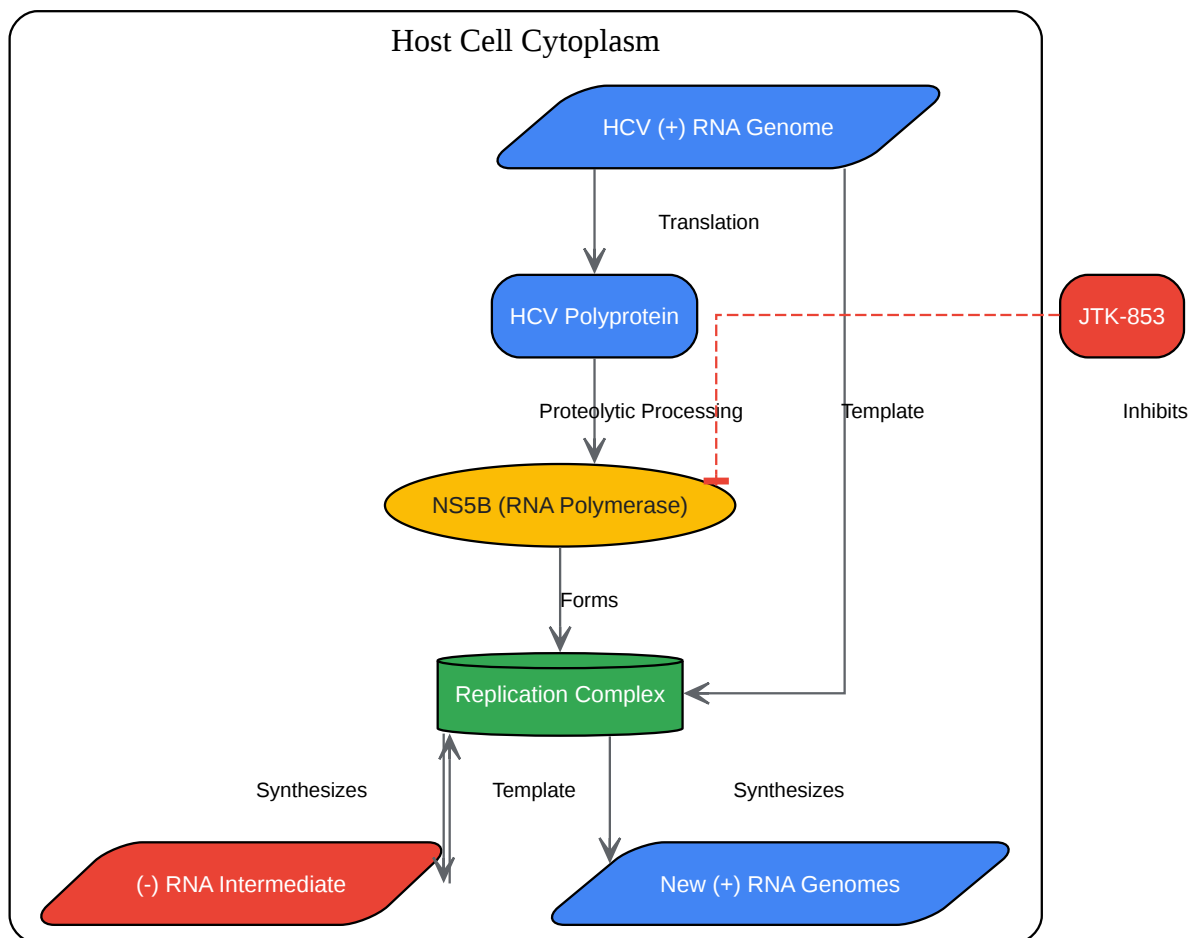 Host Cell Cytoplasm
HCV (+) RNA Genome
Translation
HCV Polyprotein
JTK-853
Proteolytic Processing
Template
Inhibits
NS5B (RNA Polymerase)
Forms
Replication Complex
Synthesizes
Template
Synthesizes
(-) RNA Intermediate
New (+) RNA Genomes